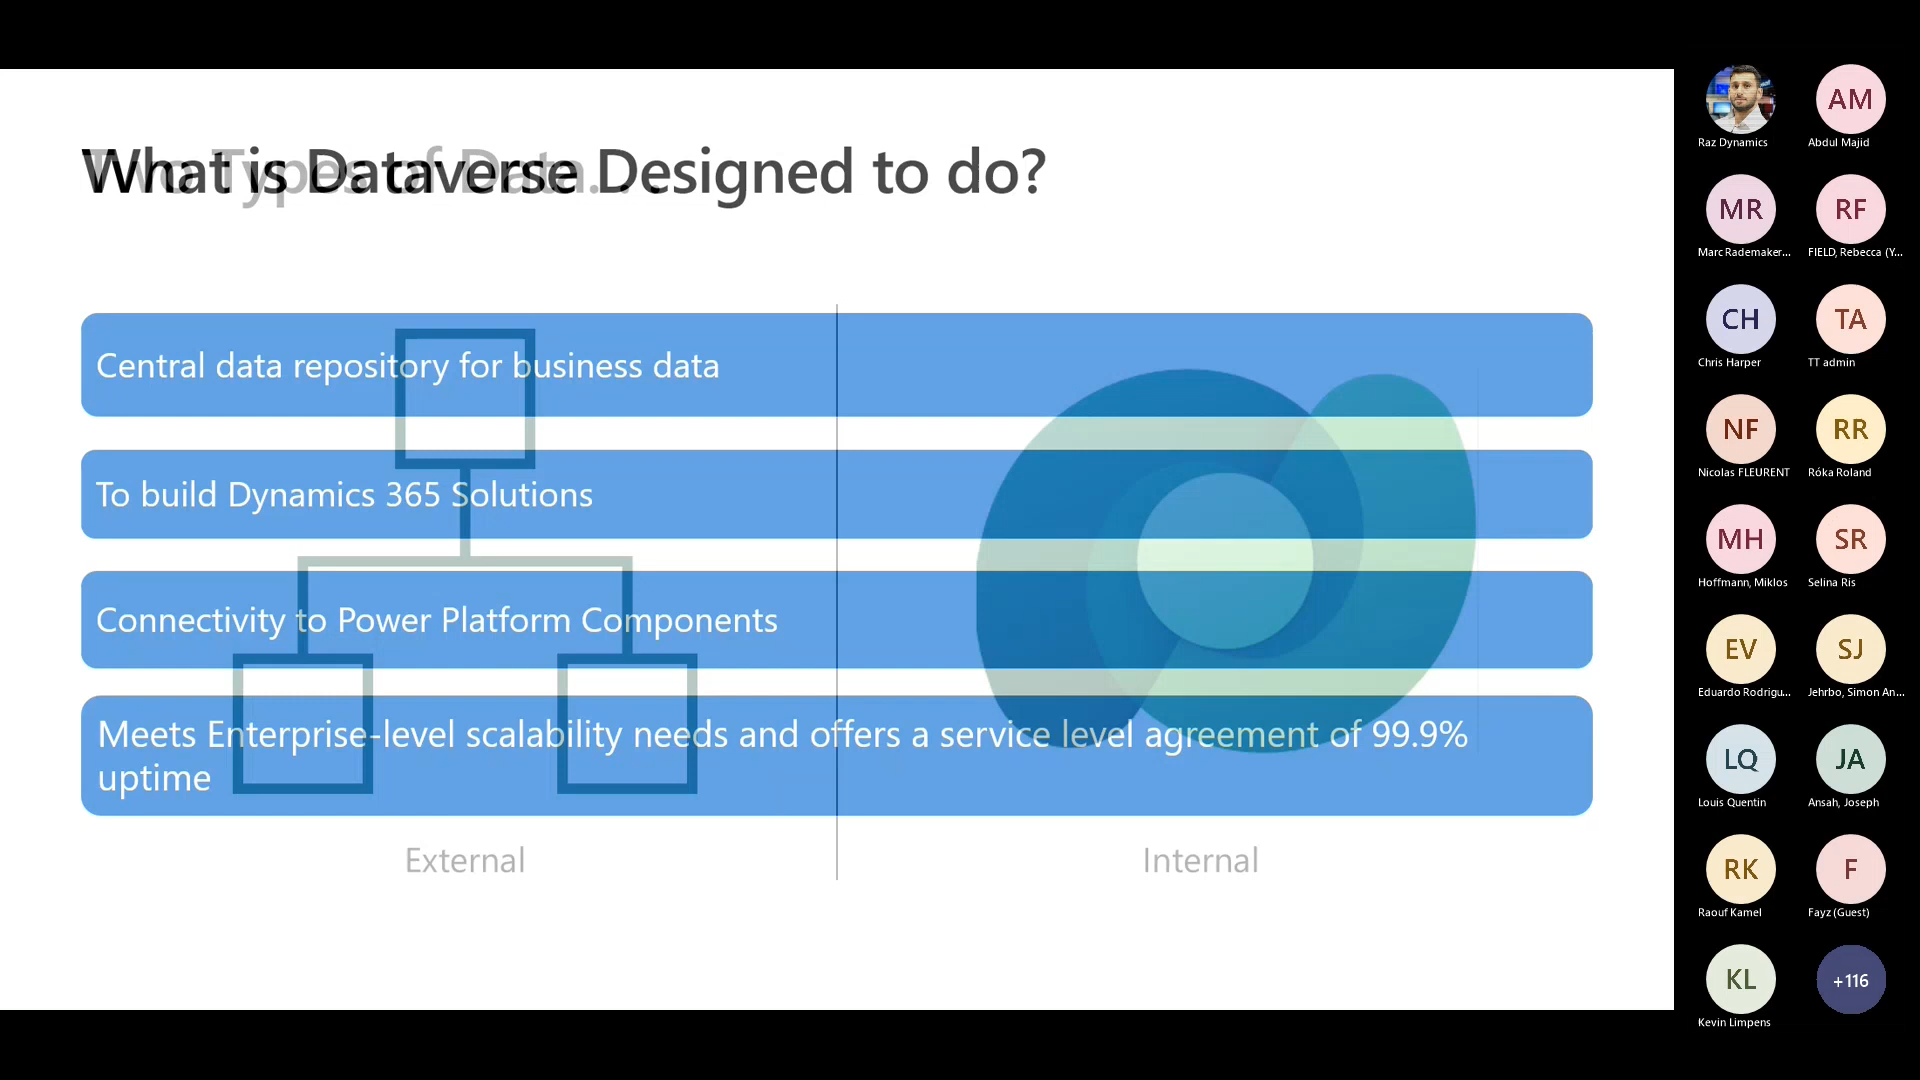 What is Dataverse Designed to do?
Two Types of Data. . .
Central data repository for business data
To build Dynamics 365 Solutions
Connectivity to Power Platform Components
Meets Enterprise-level scalability needs and offers a service level agreement of 99.9%
uptime
External
Internal
Raz Dynamics
AM
Abdul Majid
MR
Marc Rademaker...
RF
FIELD, Rebecca (Y...
CH
Chris Harper
TA
TT admin
NF
Nicolas FLEURENT
RR
Róka Roland
MH
Hoffmann, Miklos
SR
Selina Ris
EV
Eduardo Rodrigu...
SJ
Jehrbo, Simon An...
LQ
Louis Quentin
JA
Ansah, Joseph
RK
Raouf Kamel
F
Fayz (Guest)
KL
Kevin Limpens
+116